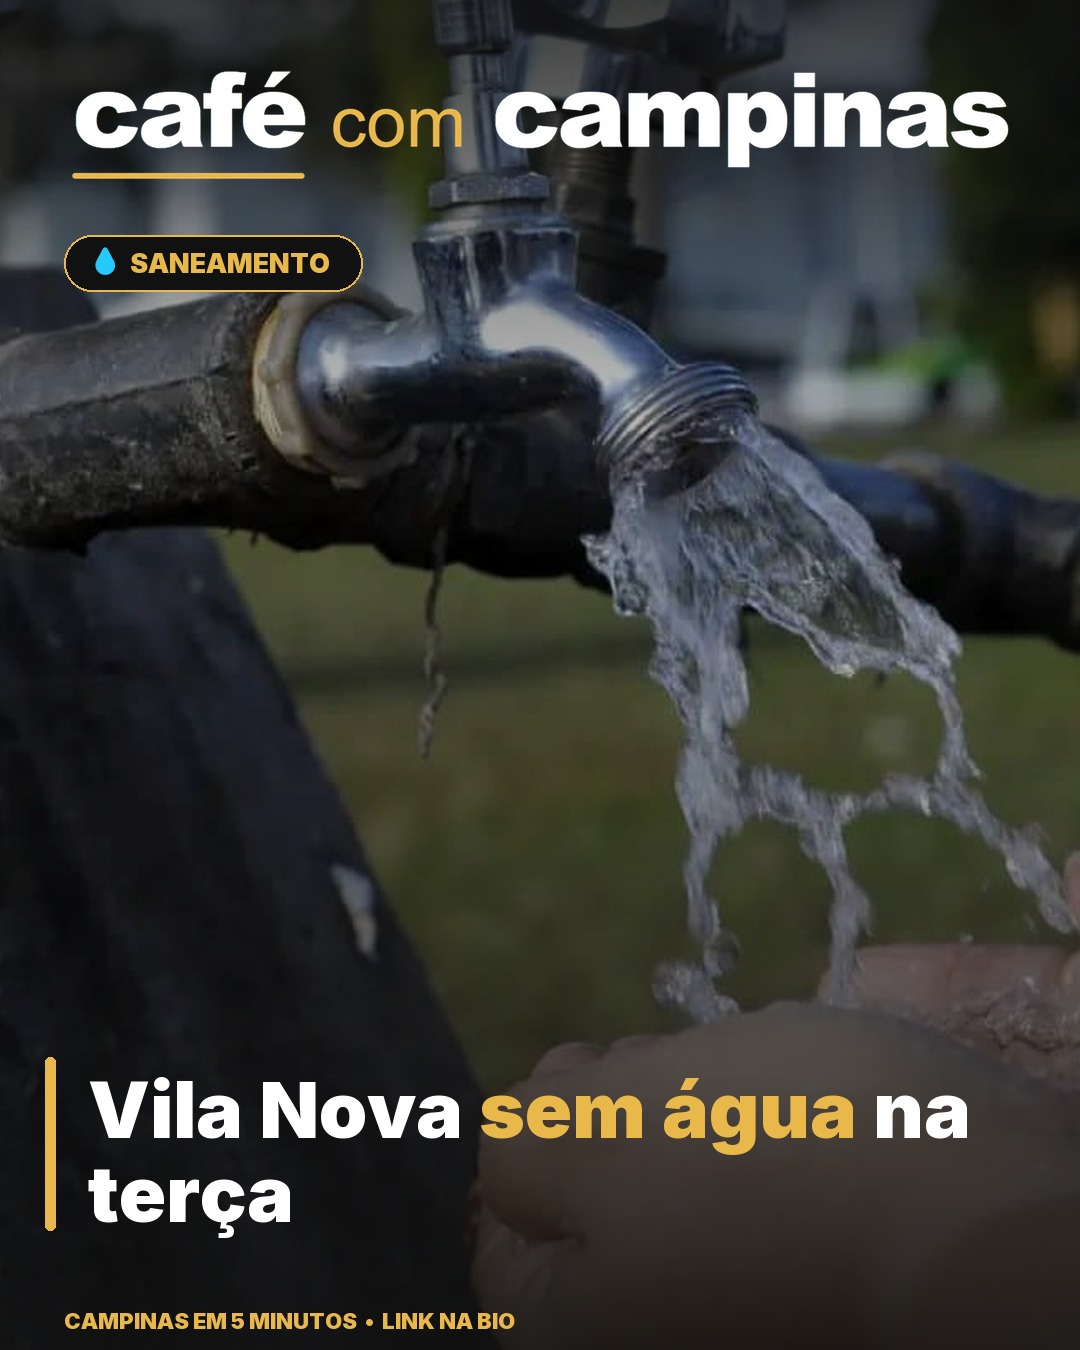 café com campinas
💧 SANEAMENTO
Vila Nova sem água na
terça
CAMPINAS EM 5 MINUTOS • LINK NA BIO